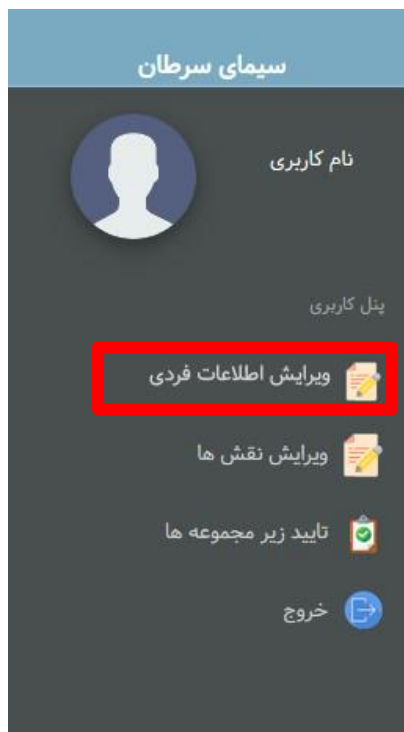 سیمای سرطان
نام کاربری
پنل کاربری
ویرایش اطلاعات فردی
ویرایش نقش ها
تایید زیر مجموعه ها
خروج